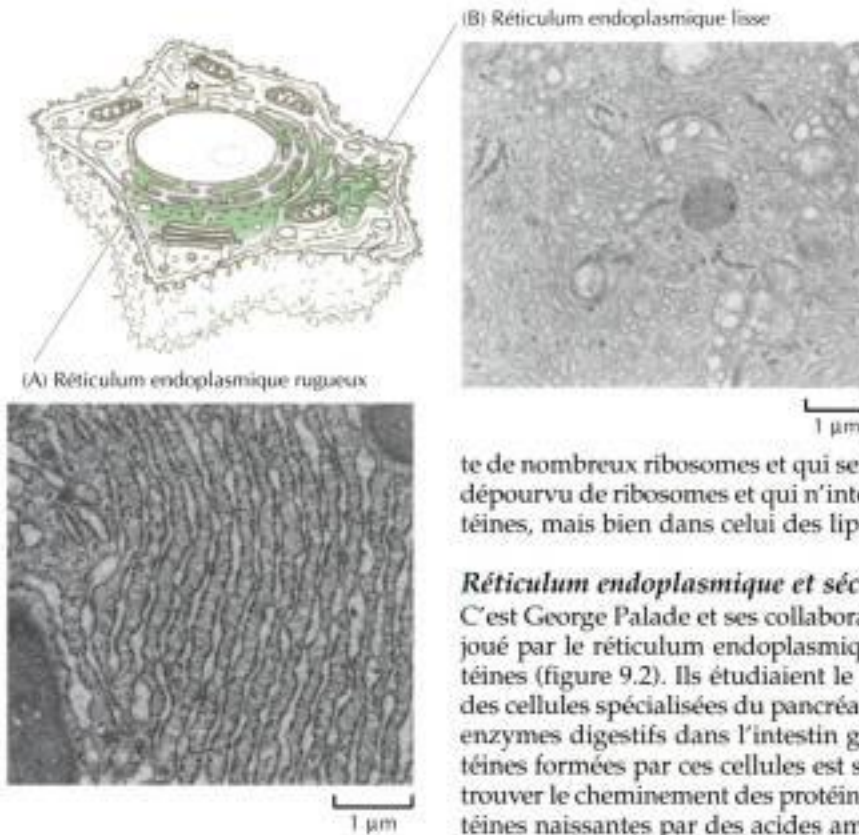 (B) Réticulum endoplasmique lisse
(A) Réticulum endoplasmique rugueux
1 µm
1 µm
te de nombreux ribosomes et qui se
dépourvu de ribosomes et qui n'inte
téines, mais bien dans celui des lip
Réticulum endoplasmique et séc
C'est George Palade et ses collabora
joué par le réticulum endoplasmiq
téines (figure 9.2). Ils étudiaient le
des cellules spécialisées du pancréa
enzymes digestifs dans l'intestin g
téines formées par ces cellules est s
trouver le cheminement des protéin
téines naissantes par des acides am